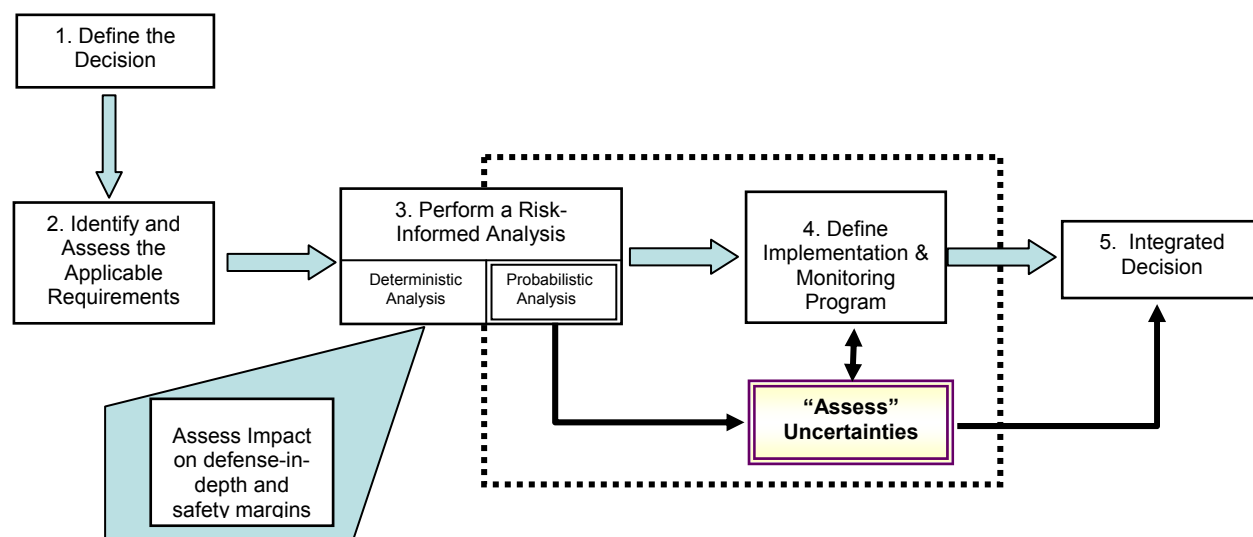 1. Define the
Decision
2. Identify and
Assess the
Applicable
Requirements
3. Perform a Risk-
Informed Analysis
Deterministic
Analysis
Probabilistic
Analysis
4. Define
Implementation &
Monitoring
Program
5. Integrated
Decision
“Assess”
Uncertainties
Assess Impact
on defense-in-
depth and
safety margins